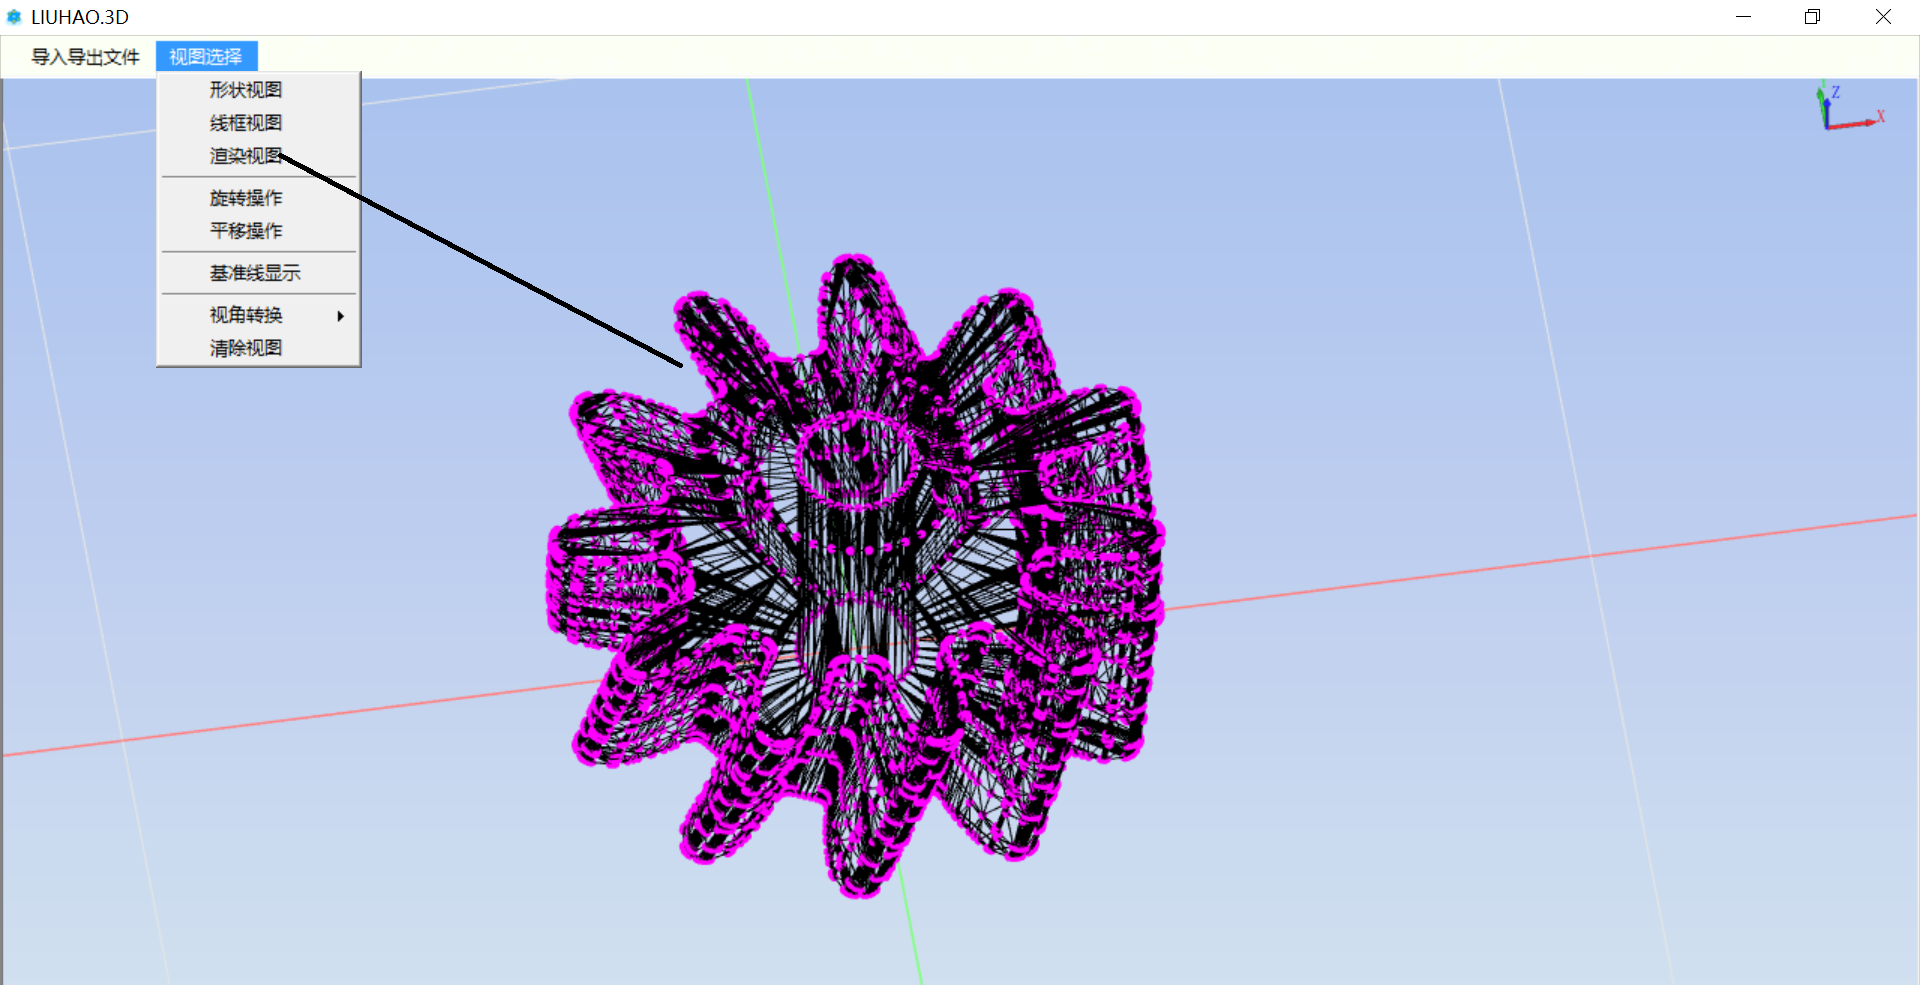 LIUHAO.3D
导入导出文件 视图选择
形状视图
线框视图
渲染视图
旋转操作
平移操作
基准线显示
视角转换
清除视图
Z
X